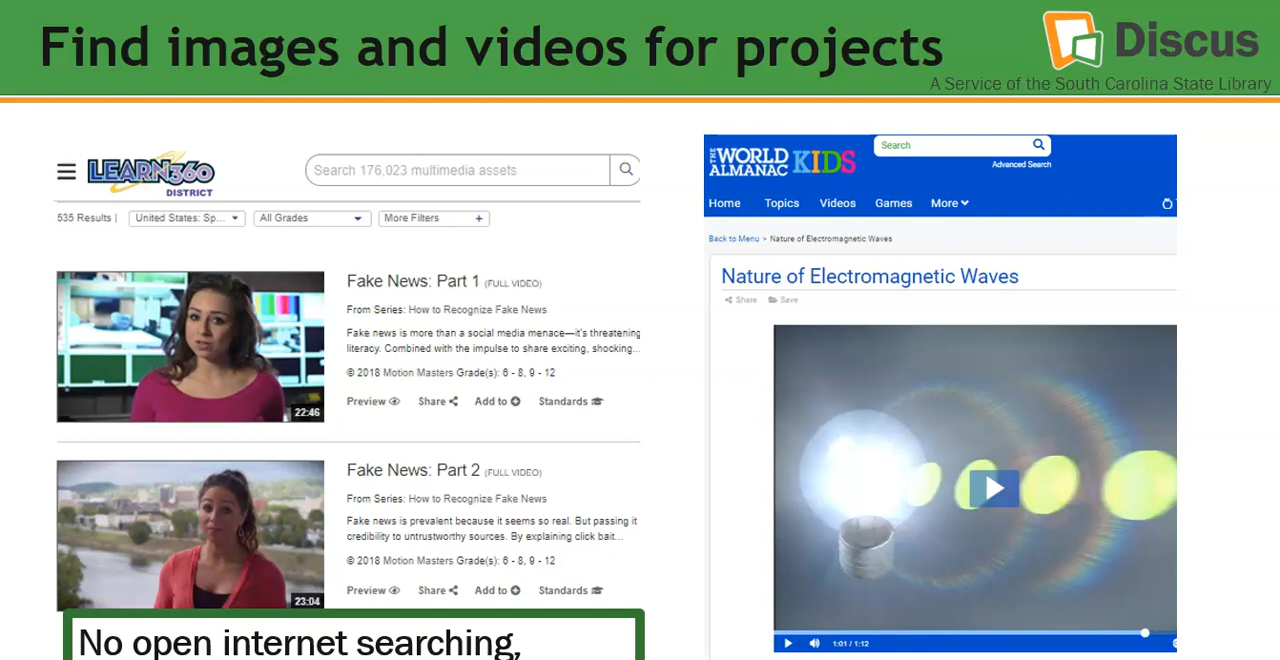 Find images and videos for projects
Discus
A Service of the South Carolina State Library
LEARN360
DISTRICT
Search 176,023 multimedia assets
535 Results |
United States: Sp...
All Grades
More Filters +
Fake News: Part 1 (FULL VIDEO)
From Series: How to Recognize Fake News
Fake news is more than a social media menace—it's threatening
literacy. Combined with the impulse to share exciting, shocking...
© 2018 Motion Masters Grade(s): 6 - 8, 9 - 12
Preview Share Add to Standards
22:46
Fake News: Part 2 (FULL VIDEO)
From Series: How to Recognize Fake News
Fake news is prevalent because it seems so real. But passing it
credibility to untrustworthy sources. By explaining click bait...
© 2018 Motion Masters Grade(s): 6 - 8, 9 - 12
Preview Share Add to Standards
23:04
No open internet searching,
THE WORLD ALMANAC KIDS
Search
Advanced Search
Home Topics Videos Games More
Back to Menu > Nature of Electromagnetic Waves
Nature of Electromagnetic Waves
Share Save
1:01 / 1:12